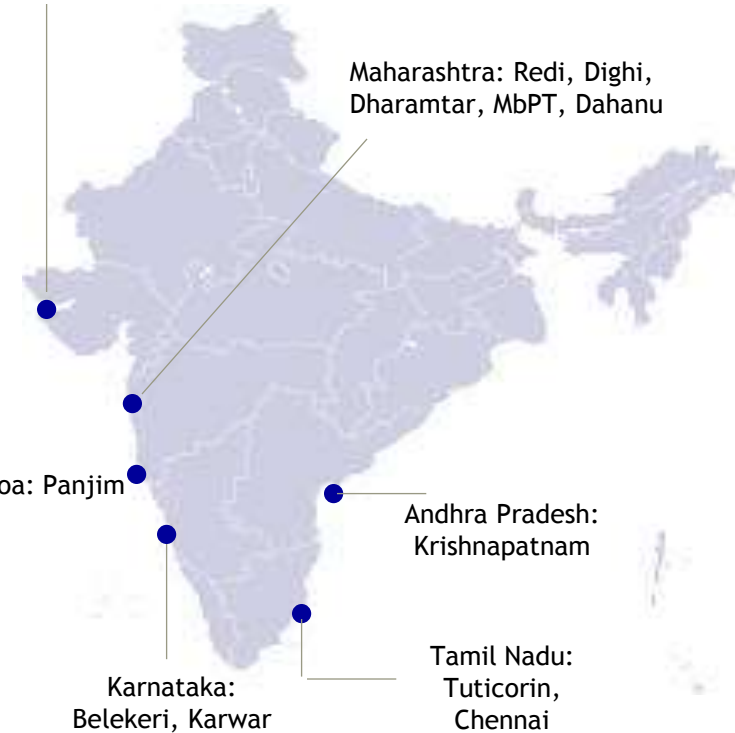 Maharashtra: Redi, Dighi,
Dharamtar, MbPT, Dahanu
oa: Panjim
Andhra Pradesh:
Krishnapatnam
Tamil Nadu:
Tuticorin,
Chennai
Karnataka:
Belekeri, Karwar